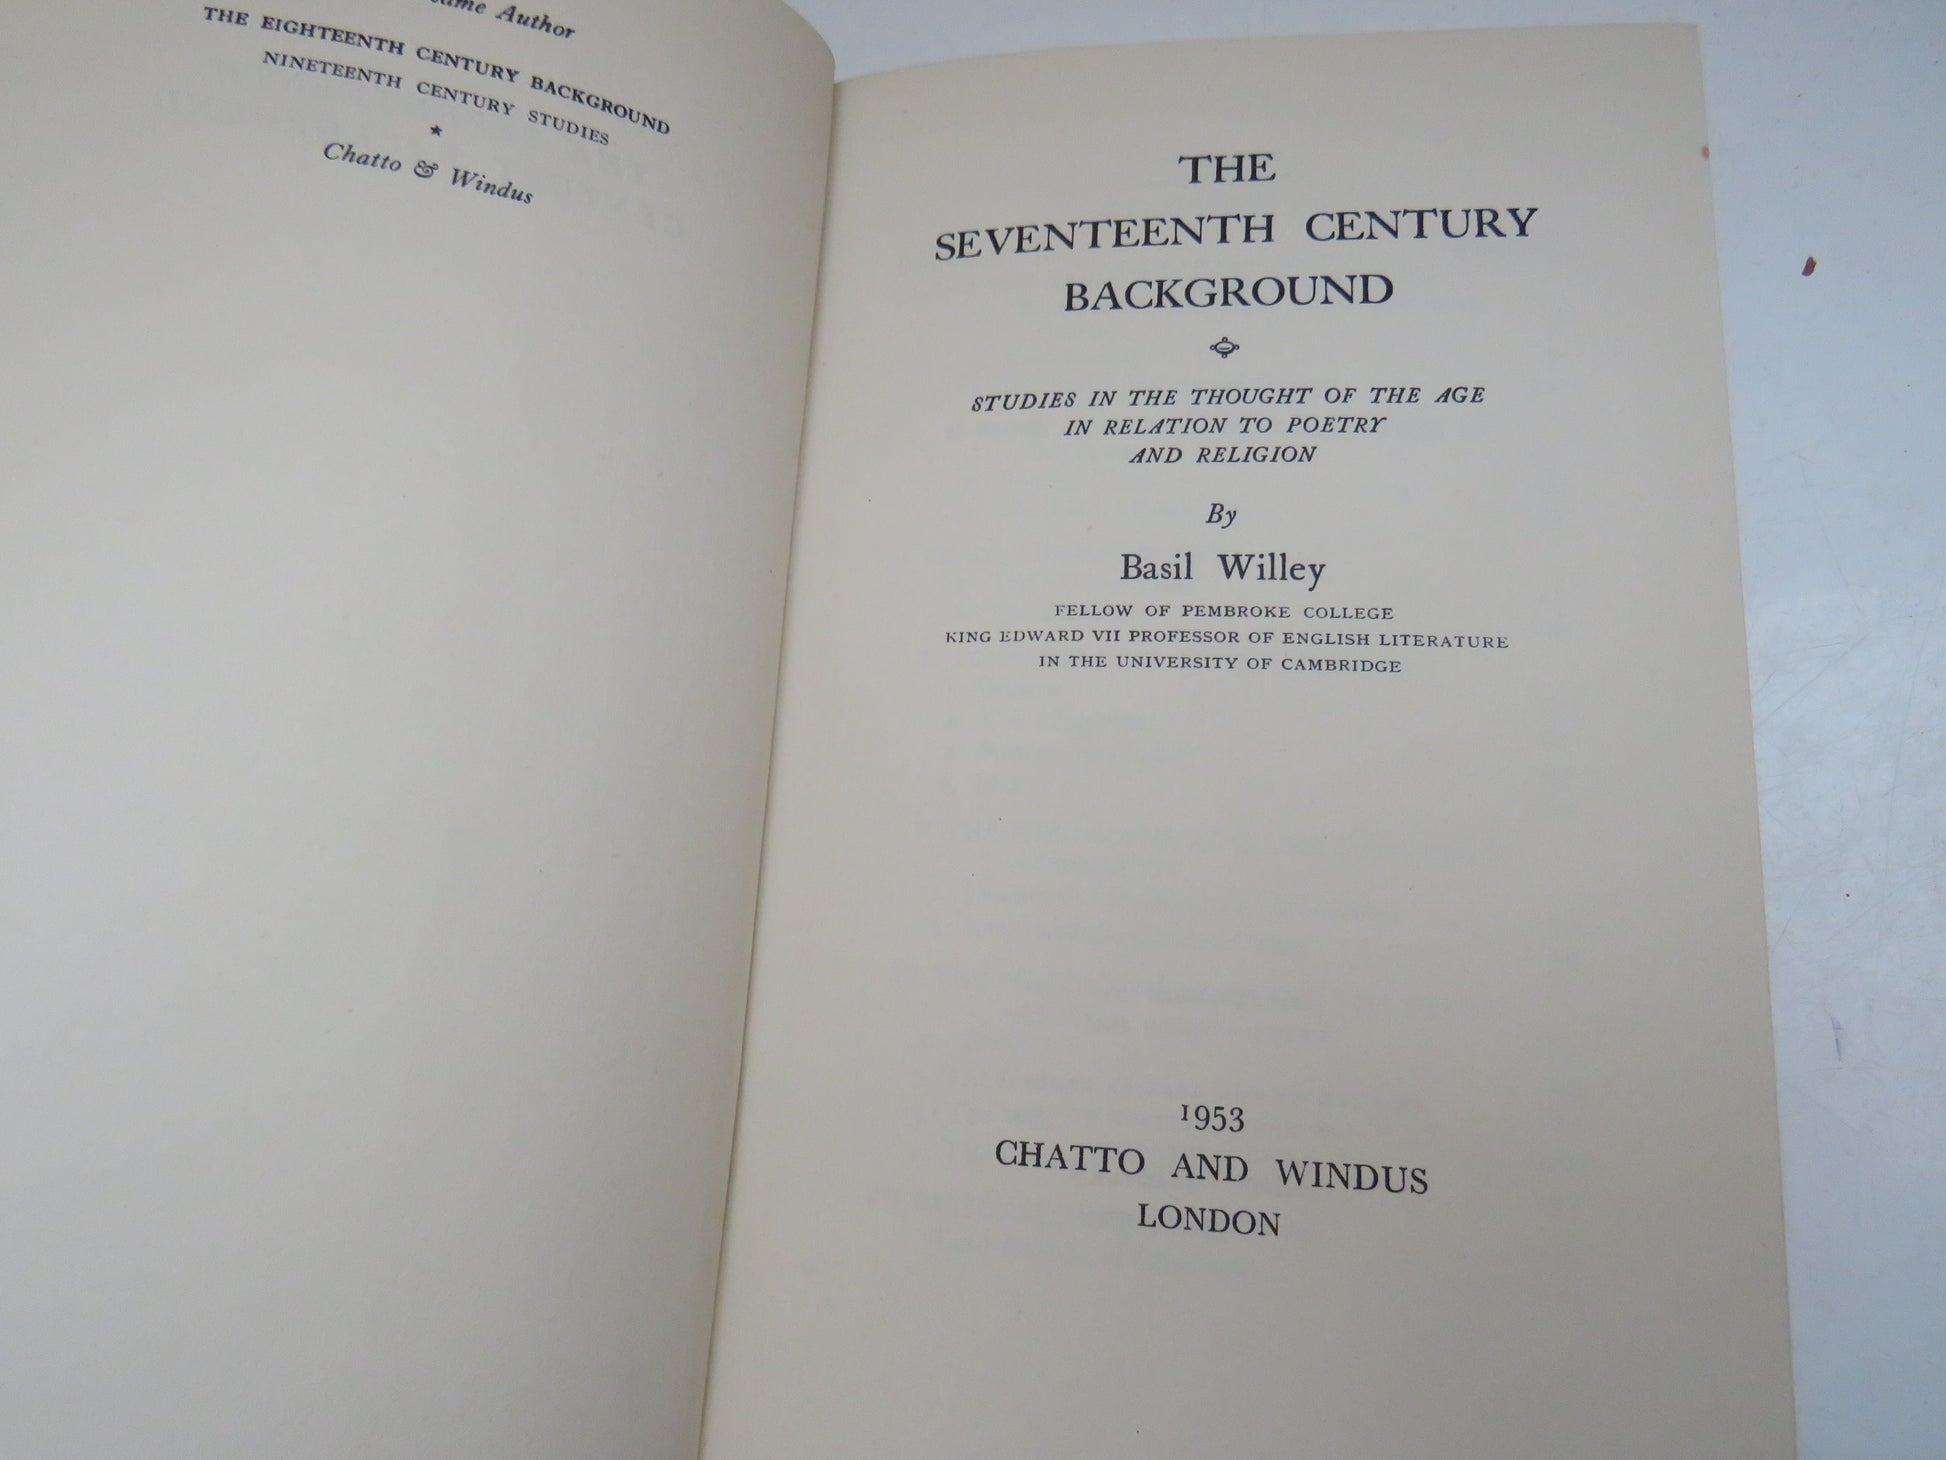 Author
THE EIGHTEENTH CENTURY BACKGROUND
NINETEENTH CENTURY STUDIES
★
Chatto & Windus
THE
SEVENTEENTH CENTURY
BACKGROUND
STUDIES IN THE THOUGHT OF THE AGE
IN RELATION TO POETRY
AND RELIGION
By
Basil Willey
FELLOW OF PEMBROKE COLLEGE
KING EDWARD VII PROFESSOR OF ENGLISH LITERATURE
IN THE UNIVERSITY OF CAMBRIDGE
1953
CHATTO AND WINDUS
LONDON